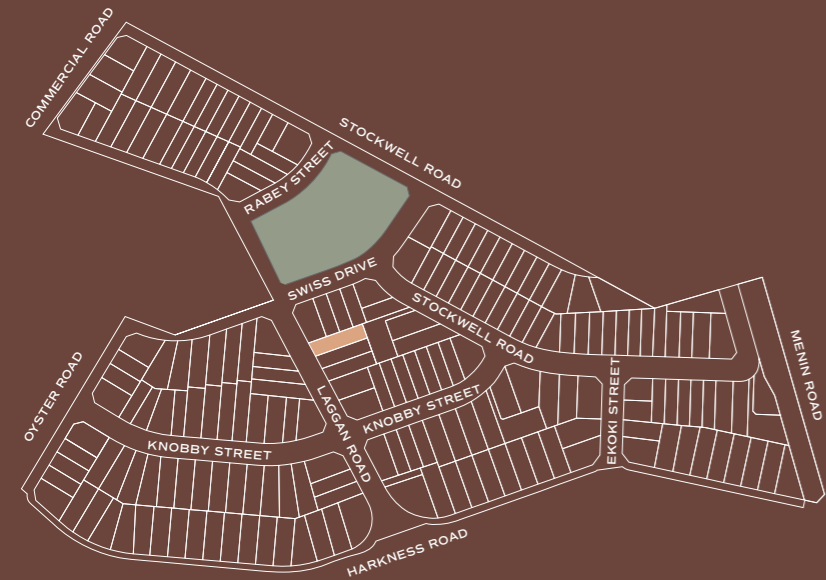 COMMERCIAL ROAD
STOCKWELL ROAD
RABEY STREET
SWISS DRIVE
STOCKWELL ROAD
MENIN ROAD
OYSTER ROAD
LAGGAN ROAD
KNOBBY STREET
EKOKI STREET
KNOBBY STREET
HARKNESS ROAD